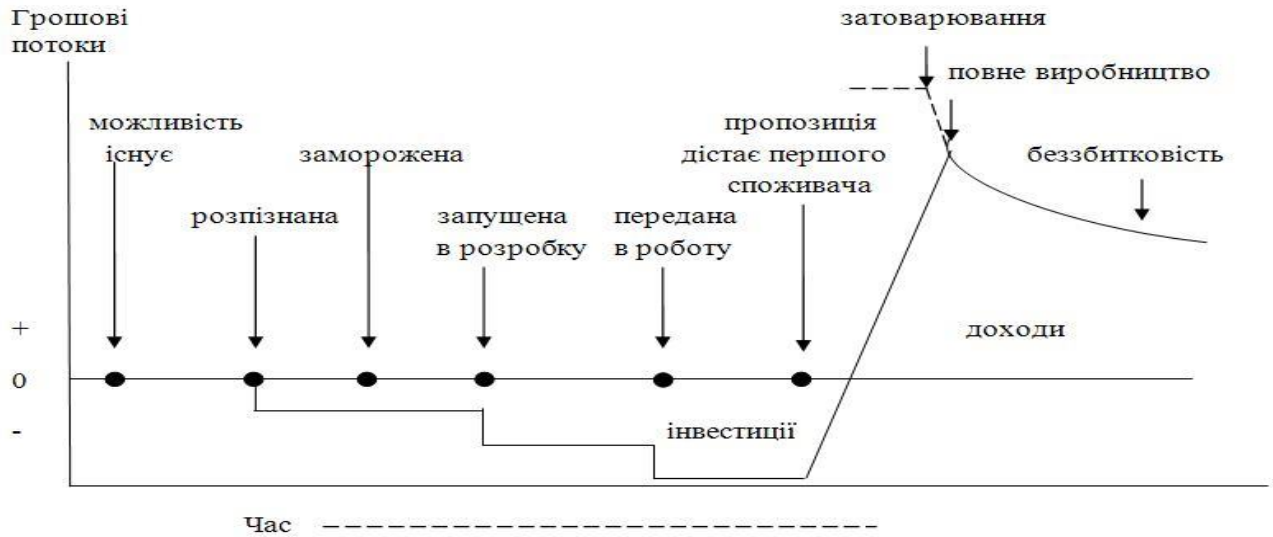 Грошові
потоки
затоварювання
повне виробництво
можливість
існує
заморожена
пропозиція
дістає першого
споживача
беззбитковість
розпізнана
запущена
в розробку
передана
в роботу
+
доходи
0
-
інвестиції
Час